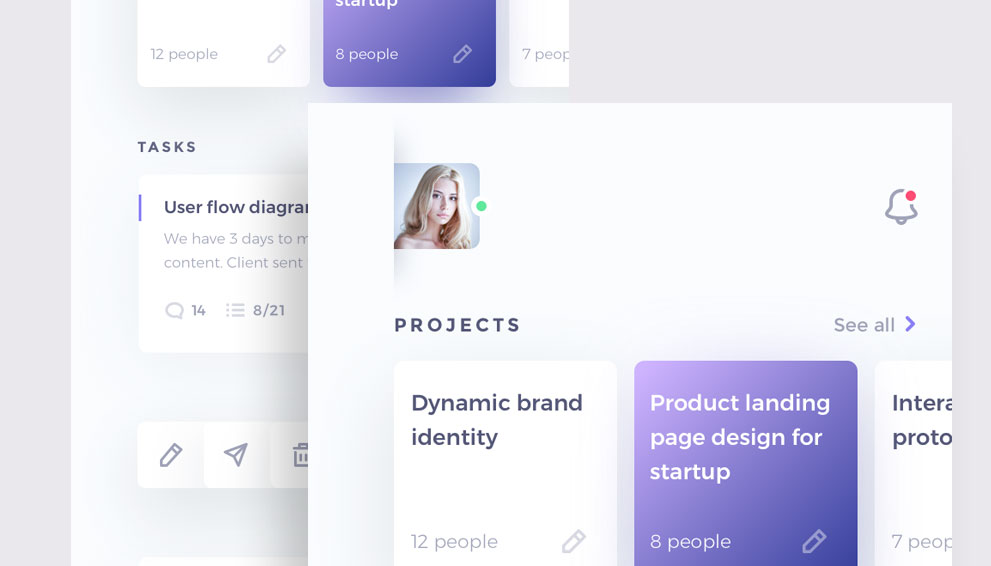 startup
12 people
8 people
7 peop
TASKS
User flow diagra
We have 3 days to m
content. Client sent
14
8/21
PROJECTS
See all
Dynamic brand
identity
Product landing
page design for
startup
Intera
proto
12 people
8 people
7 peop